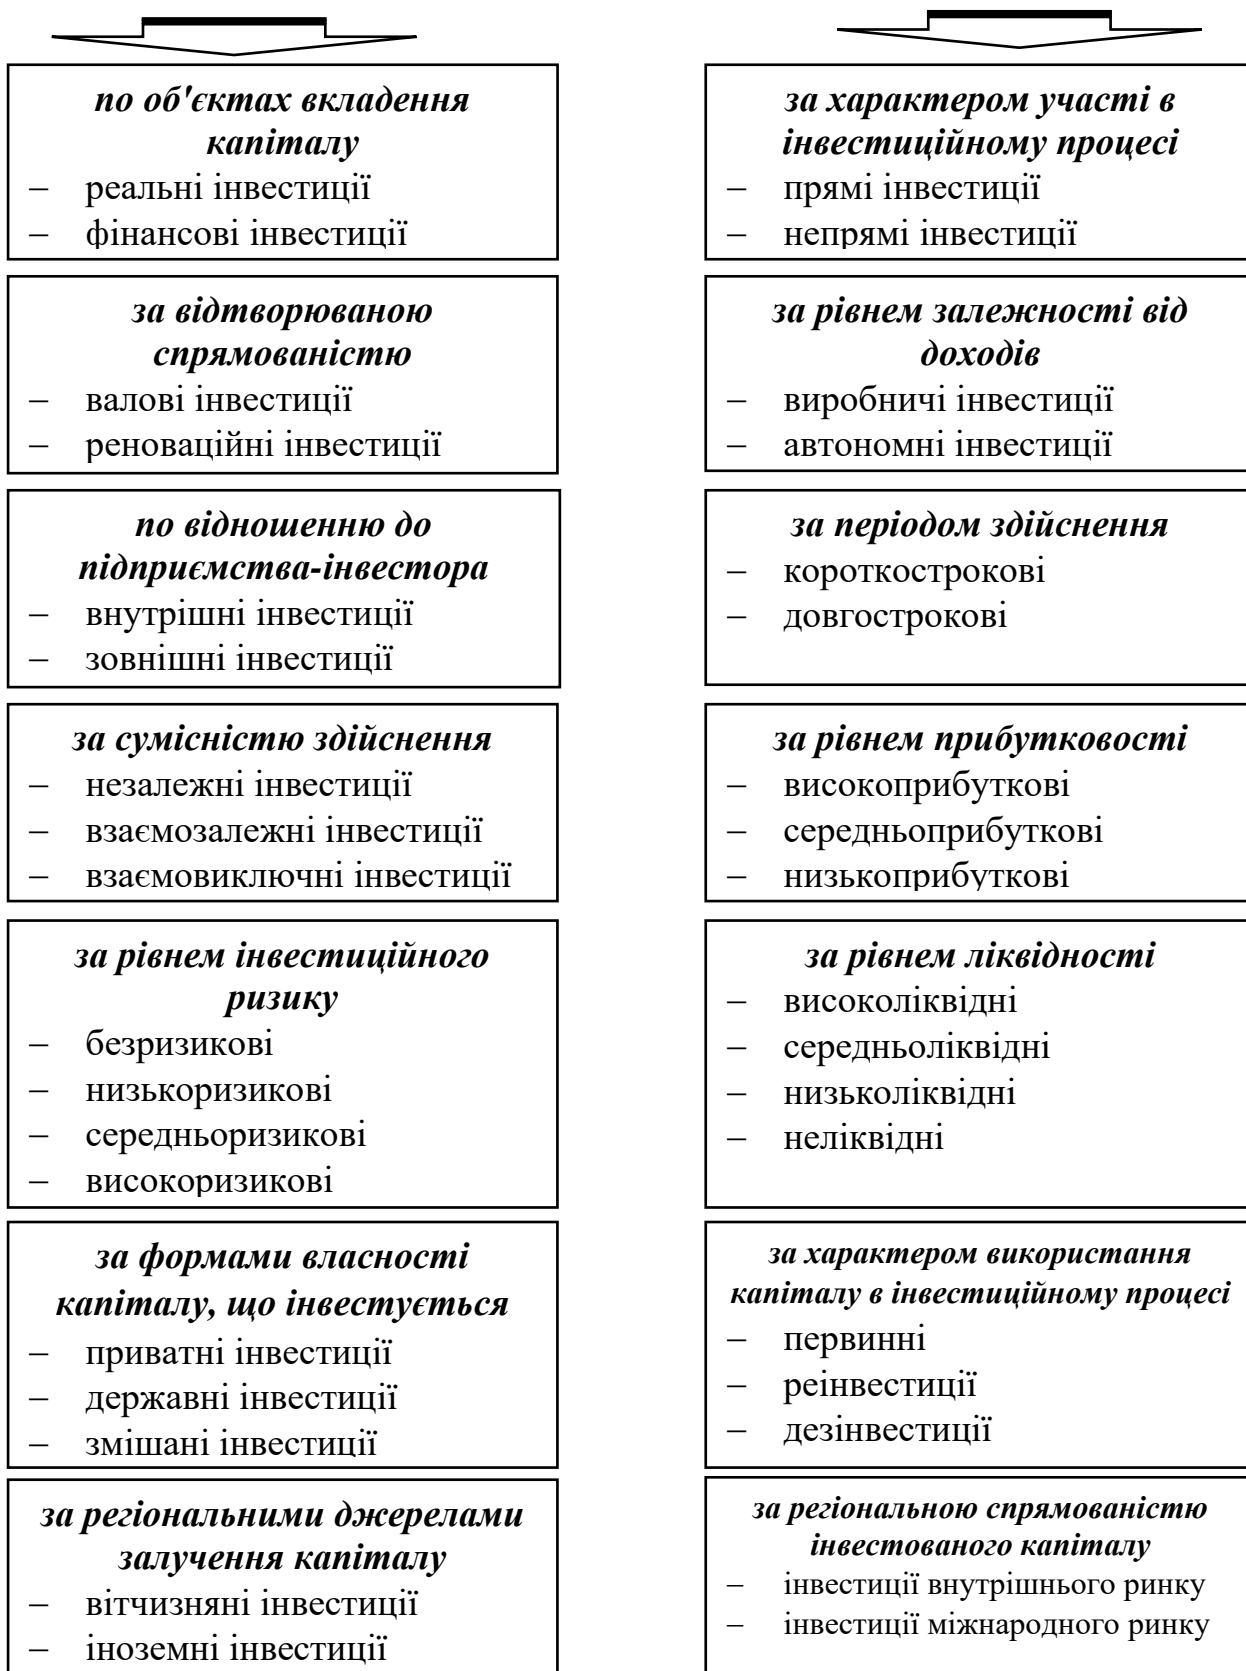 по об'єктах вкладення
капіталу
– реальні інвестиції
– фінансові інвестиції
за характером участі в
інвестиційному процесі
– прямі інвестиції
– непрямі інвестиції
за відтворюваною
спрямованістю
– валові інвестиції
– реноваційні інвестиції
за рівнем залежності від
доходів
– виробничі інвестиції
– автономні інвестиції
по відношенню до
підприємства-інвестора
– внутрішні інвестиції
– зовнішні інвестиції
за періодом здійснення
– короткострокові
– довгострокові
за сумісністю здійснення
– незалежні інвестиції
– взаємозалежні інвестиції
– взаємовиключні інвестиції
за рівнем прибутковості
– високоприбуткові
– середньоприбуткові
– низькоприбуткові
за рівнем інвестиційного
ризику
– безризикові
– низькоризикові
– середньоризикові
– високоризикові
за рівнем ліквідності
– високоліквідні
– середньоліквідні
– низьколіквідні
– неліквідні
за формами власності
капіталу, що інвестується
– приватні інвестиції
– державні інвестиції
– змішані інвестиції
за характером використання
капіталу в інвестиційному процесі
– первинні
– реінвестиції
– дезінвестиції
за регіональними джерелами
залучення капіталу
– вітчизняні інвестиції
– іноземні інвестиції
за регіональною спрямованістю
інвестованого капіталу
– інвестиції внутрішнього ринку
– інвестиції міжнародного ринку